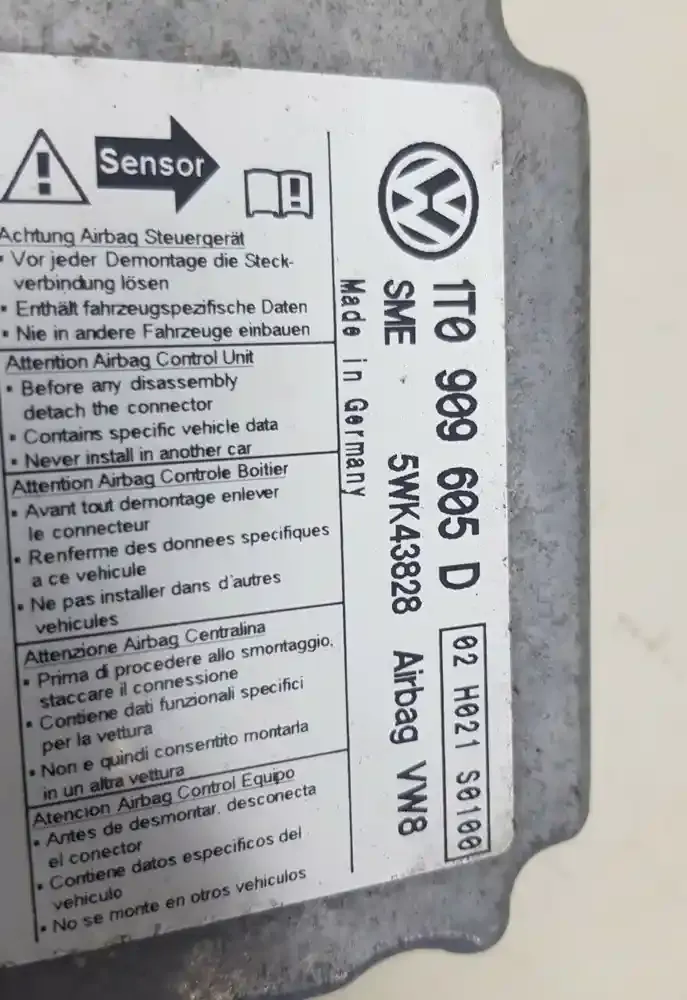 Sensor
Achtung Airbag Steuergerät
• Vor jeder Demontage die Steck-
verbindung lösen
• Enthält fahrzeugspezifische Daten
• Nie in andere Fahrzeuge einbauen
Attention Airbag Control Unit
• Before any disassembly
detach the connector
• Contains specific vehicle data
• Never install in another car
Attention Airbag Controle Boitier
• Avant tout demontage enlever
le connecteur
• Renferme des donnees specifiques
a ce vehicule
• Ne pas installer dans d'autres
vehicules
Attenzione Airbag Centralina
• Prima di procedere allo smontaggio,
staccare il connessione
• Contiene dati funzionali specifici
per la vettura
• Non e quindi consentito montarla
in un altra vettura
Atencion Airbag Control Equipo
• Antes de desmontar, desconecta
el conector
• Contiene datos especificos del
vehiculo
• No se monte en otros vehiculos
1T0 909 605 D 02 H021 S0100
SME 5WK43828 Airbag VW8
Made in Germany